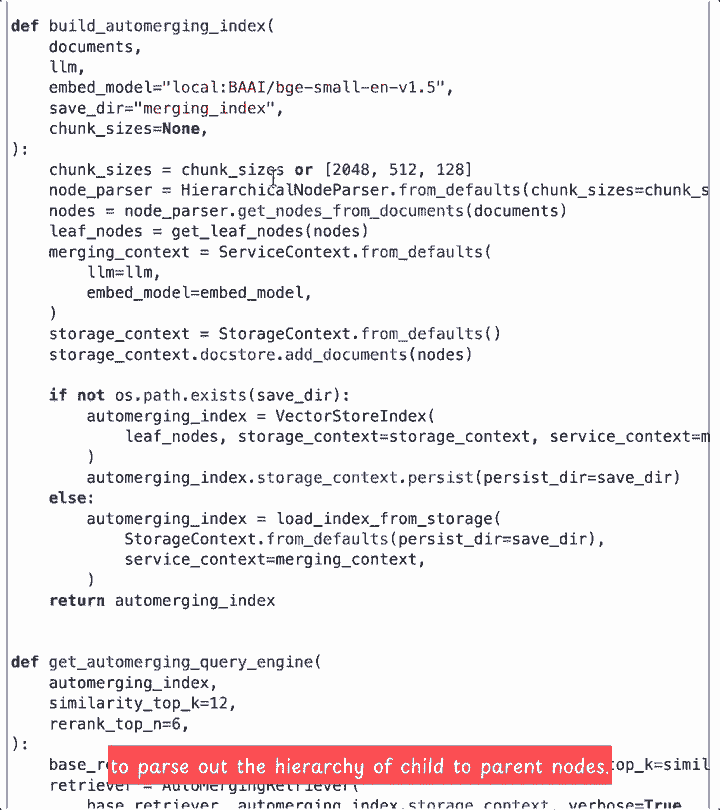 def build_automerging_index(
    documents,
    llm,
    embed_model="local:BAAI/bge-small-en-v1.5",
    save_dir="merging_index",
    chunk_sizes=None,
):
    chunk_sizes = chunk_sizes or [2048, 512, 128]
    node_parser = HierarchicalNodeParser.from_defaults(chunk_sizes=chunk_s
    nodes = node_parser.get_nodes_from_documents(documents)
    leaf_nodes = get_leaf_nodes(nodes)
    merging_context = ServiceContext.from_defaults(
        llm=llm,
        embed_model=embed_model,
    )
    storage_context = StorageContext.from_defaults()
    storage_context.docstore.add_documents(nodes)
    if not os.path.exists(save_dir):
        automerging_index = VectorStoreIndex(
            leaf_nodes, storage_context=storage_context, service_context=m
        )
        automerging_index.storage_context.persist(persist_dir=save_dir)
    else:
        automerging_index = load_index_from_storage(
            StorageContext.from_defaults(persist_dir=save_dir),
            service_context=merging_context,
        )
    return automerging_index
def get_automerging_query_engine(
    automerging_index,
    similarity_top_k=12,
    rerank_top_n=6,
):
    base_r op_k=simil
to parse out the hierarchy of child to parent nodes.
    retriever = AutoMergingRetriever(
        base_retriever, automerging_index.storage_context, verbose=True